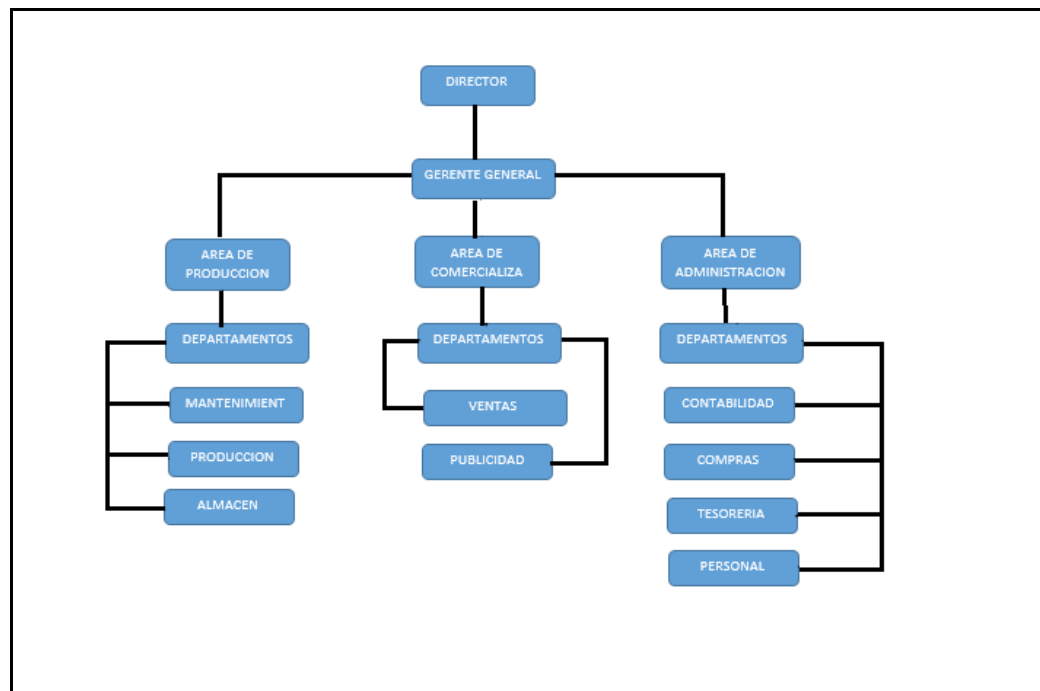 DIRECTOR
GERENTE GENERAL
AREA DE
PRODUCCION
AREA DE
COMERCIALIZA
AREA DE
ADMINISTRACION
DEPARTAMENTOS
DEPARTAMENTOS
DEPARTAMENTOS
MANTENIMIENT
PRODUCCION
ALMACEN
VENTAS
PUBLICIDAD
CONTABILIDAD
COMPRAS
TESORERIA
PERSONAL